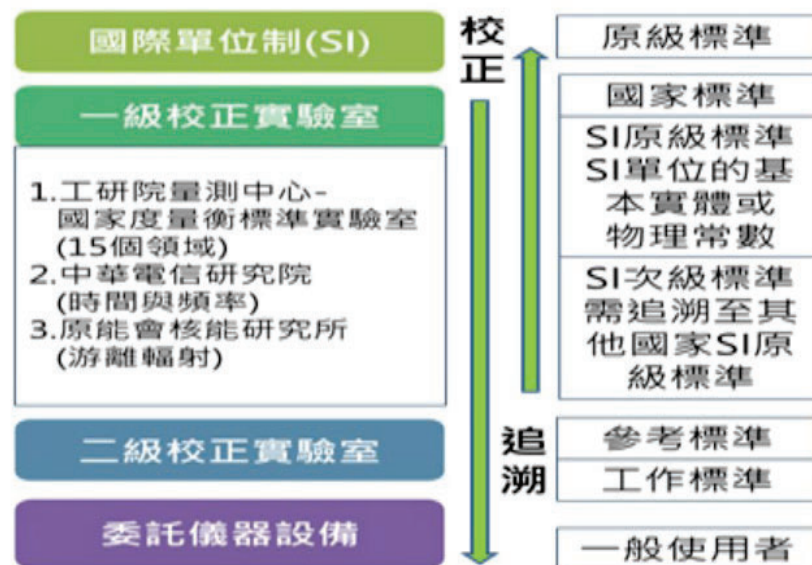 國際單位制(SI)
一級校正實驗室
1.工研院量測中心-
國家度量衡標準實驗室
(15個領域)
2.中華電信研究院
(時間與頻率)
3.原能會核能研究所
(游離輻射)
二級校正實驗室
委託儀器設備
校
正
追
溯
原級標準
國家標準
SI原級標準
SI單位的基
本實體或
物理常數
SI次級標準
需追溯至其
他國家SI原
級標準
參考標準
工作標準
一般使用者